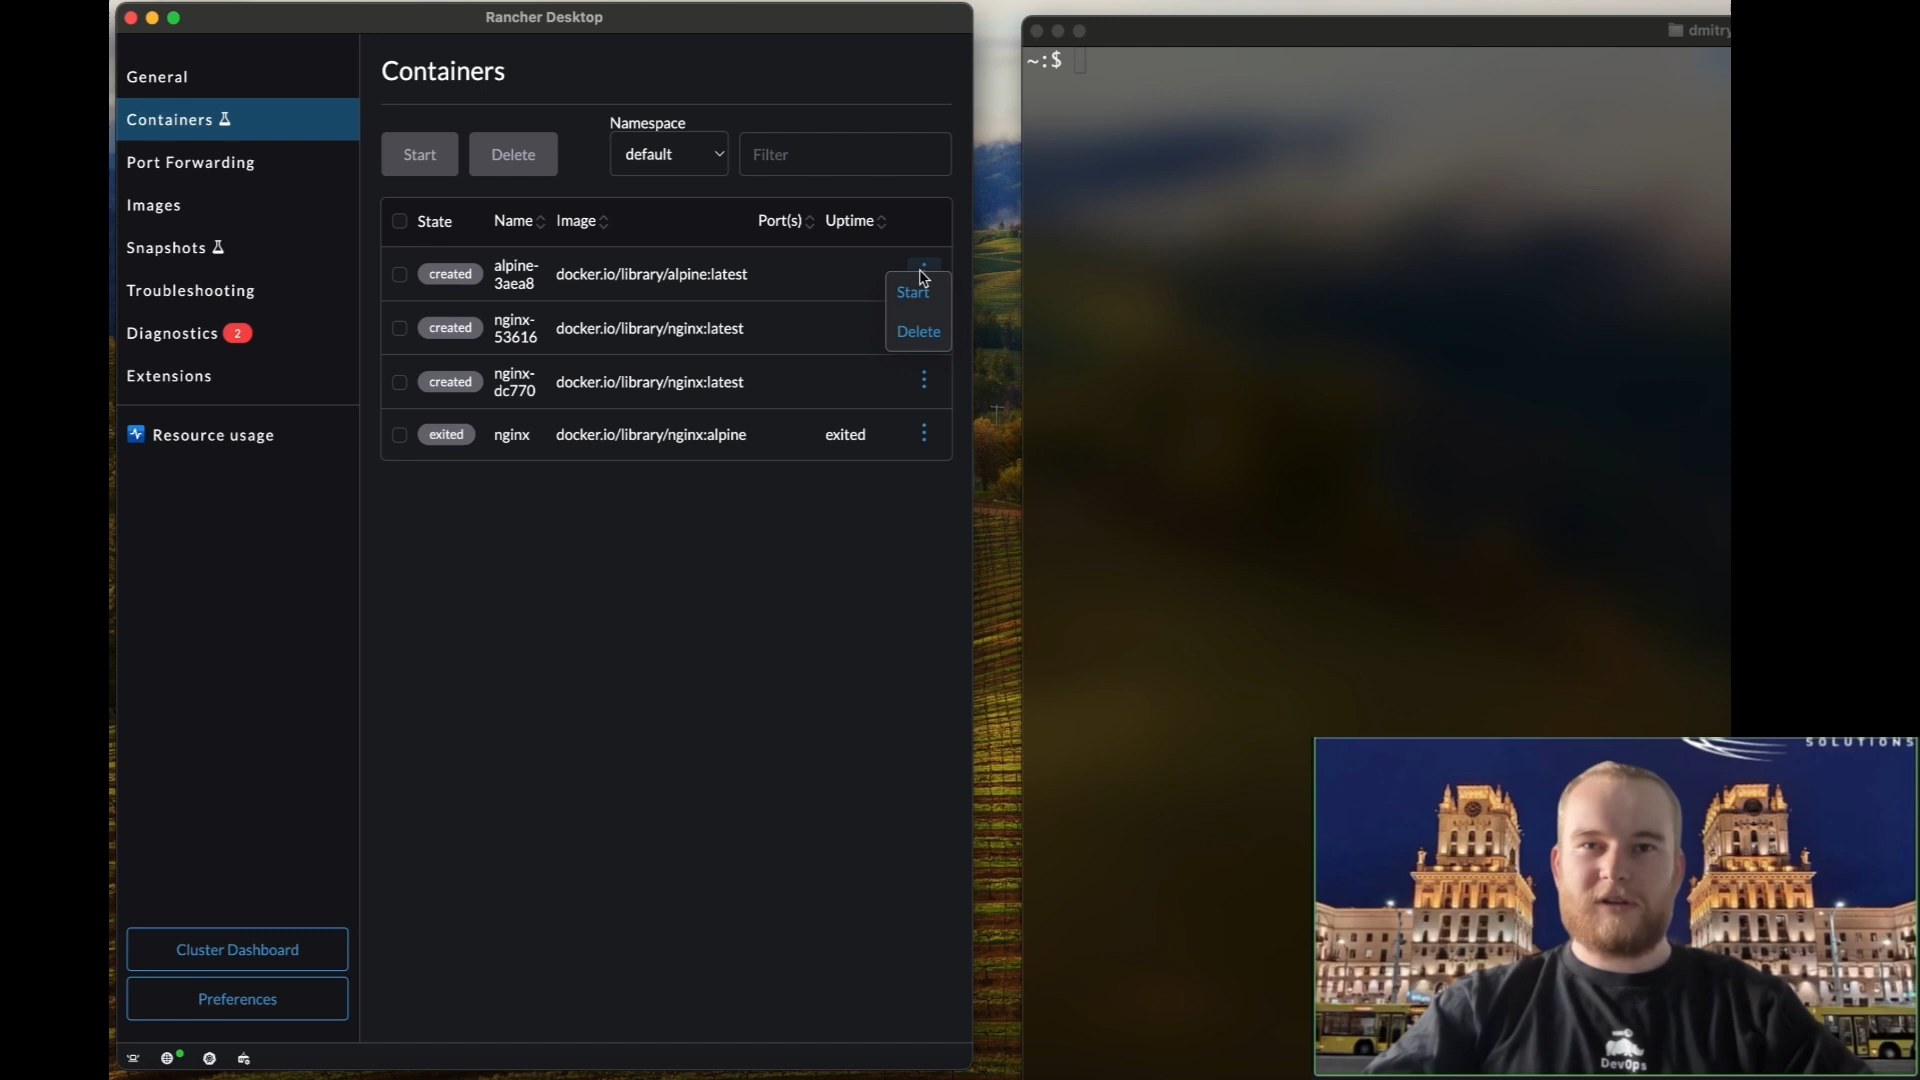 Rancher Desktop
General
Containers
Port Forwarding
Images
Snapshots
Troubleshooting
Diagnostics 2
Extensions
Resource usage
Cluster Dashboard
Preferences
Containers
Start Delete
Namespace
default
Filter
State Name Image Port(s) Uptime
created alpine-
3aea8 docker.io/library/alpine:latest
Start
created nginx-
53616 docker.io/library/nginx:latest
Delete
created nginx-
dc770 docker.io/library/nginx:latest
exited nginx docker.io/library/nginx:alpine exited
dmitry
~:$
SOLUTIONS
DevOps